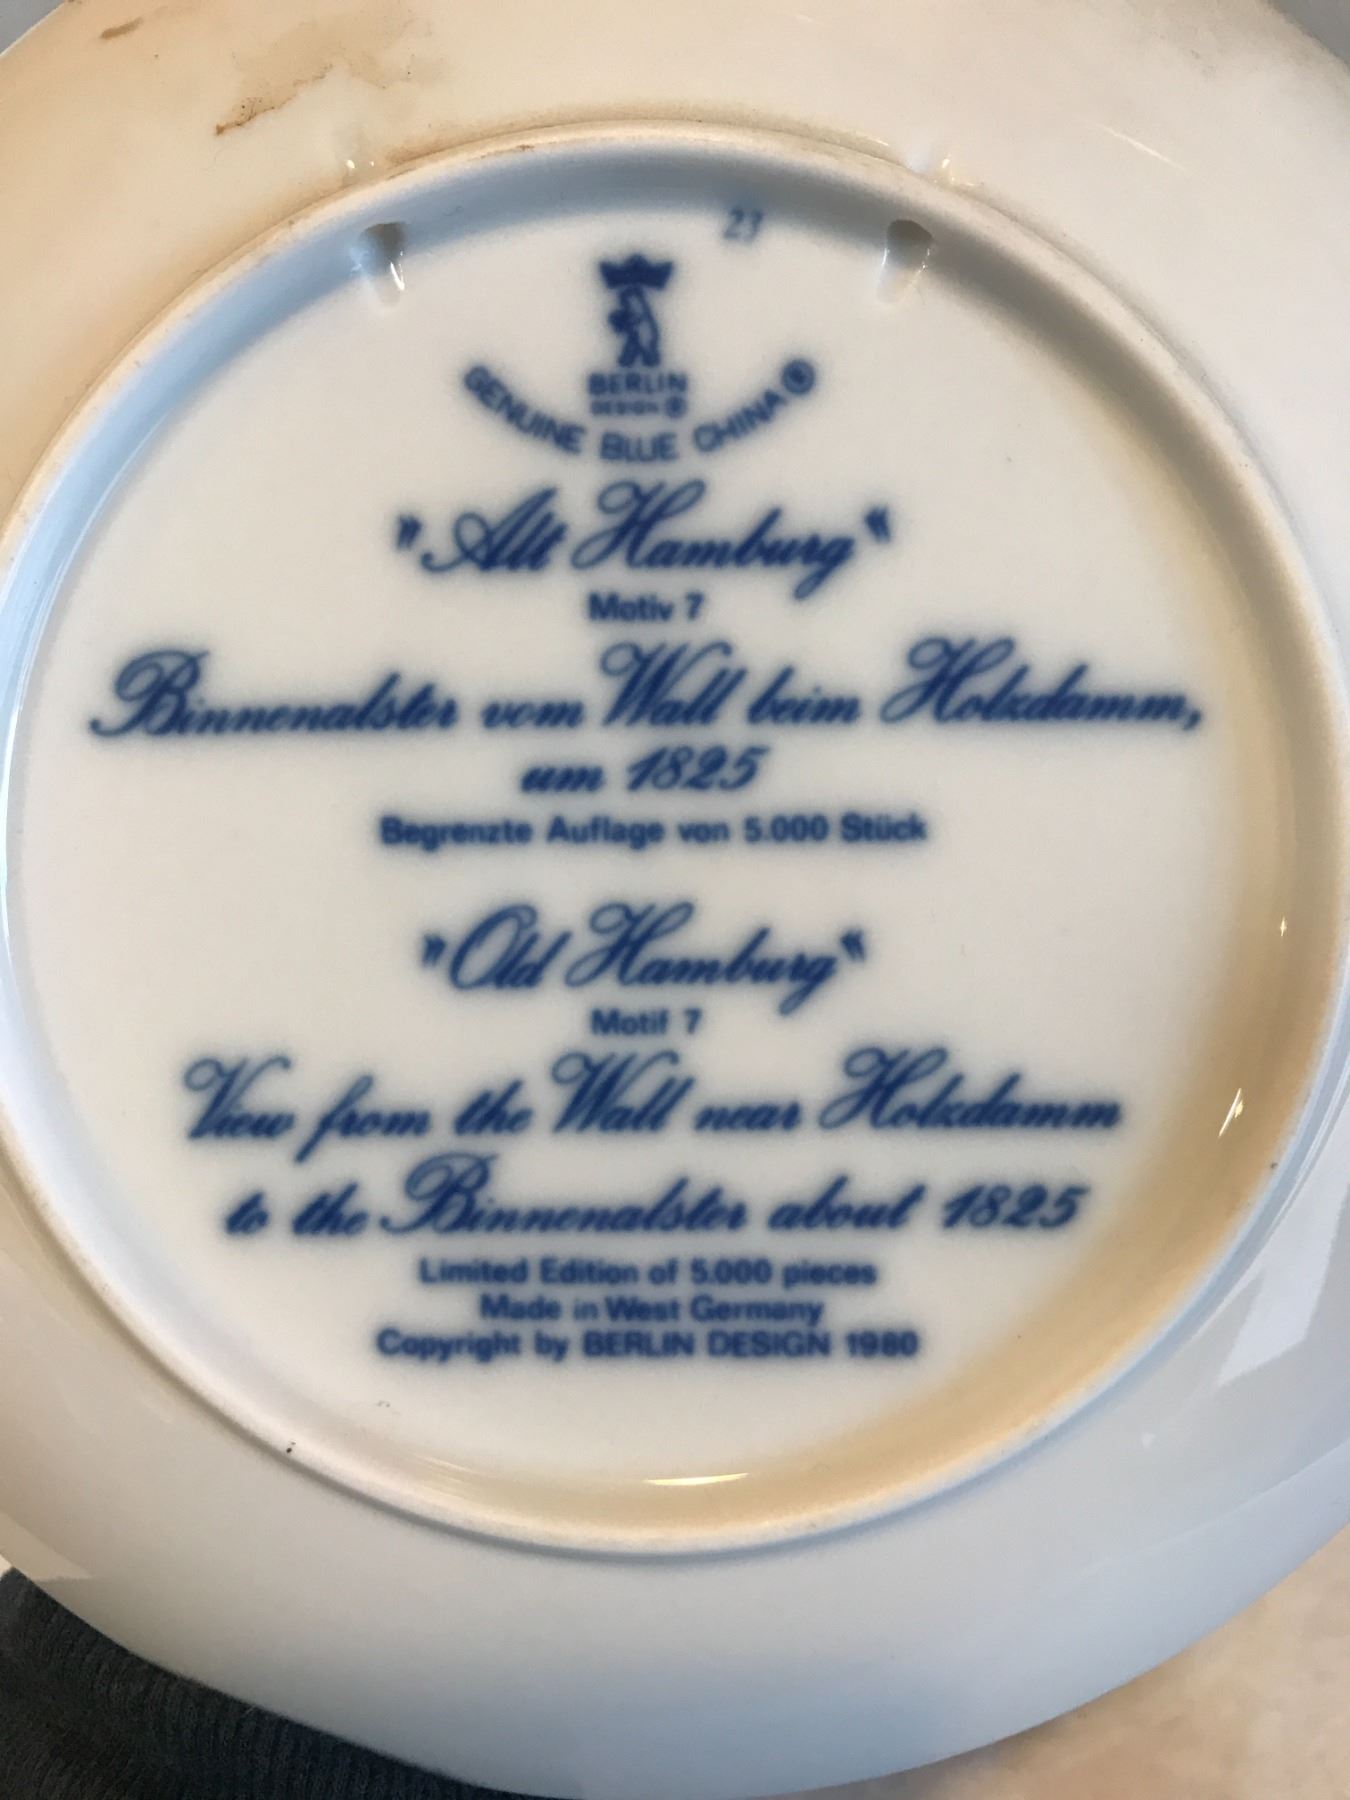 23
BERLIN
DESIGN ®
GENUINE BLUE CHINA ®
"Alt Hamburg"
Motiv 7
Binnenalster vom Wall beim Holzdamm,
um 1825
Begrenzte Auflage von 5.000 Stück
"Old Hamburg"
Motif 7
View from the Wall near Holzdamm
to the Binnenalster about 1825
Limited Edition of 5.000 pieces
Made in West Germany
Copyright by BERLIN DESIGN 1980